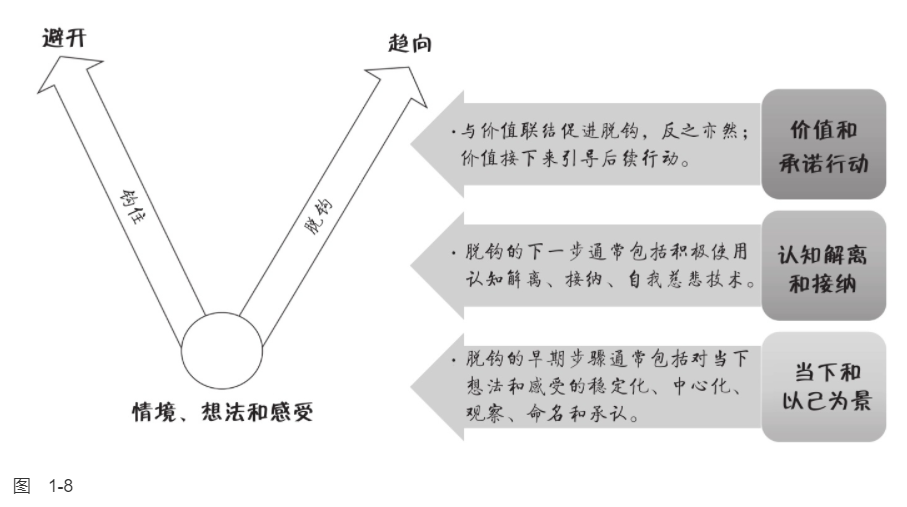 避开
趋向
钩住
脱钩
情境、想法和感受
·与价值联结促进脱钩，反之亦然；
价值接下来引导后续行动。
价值和
承诺行动
·脱钩的下一步通常包括积极使用
认知解离、接纳、自我慈悲技术。
认知解离
和接纳
·脱钩的早期步骤通常包括对当下
想法和感受的稳定化、中心化、
观察、命名和承认。
当下和
以己为景
图 1-8